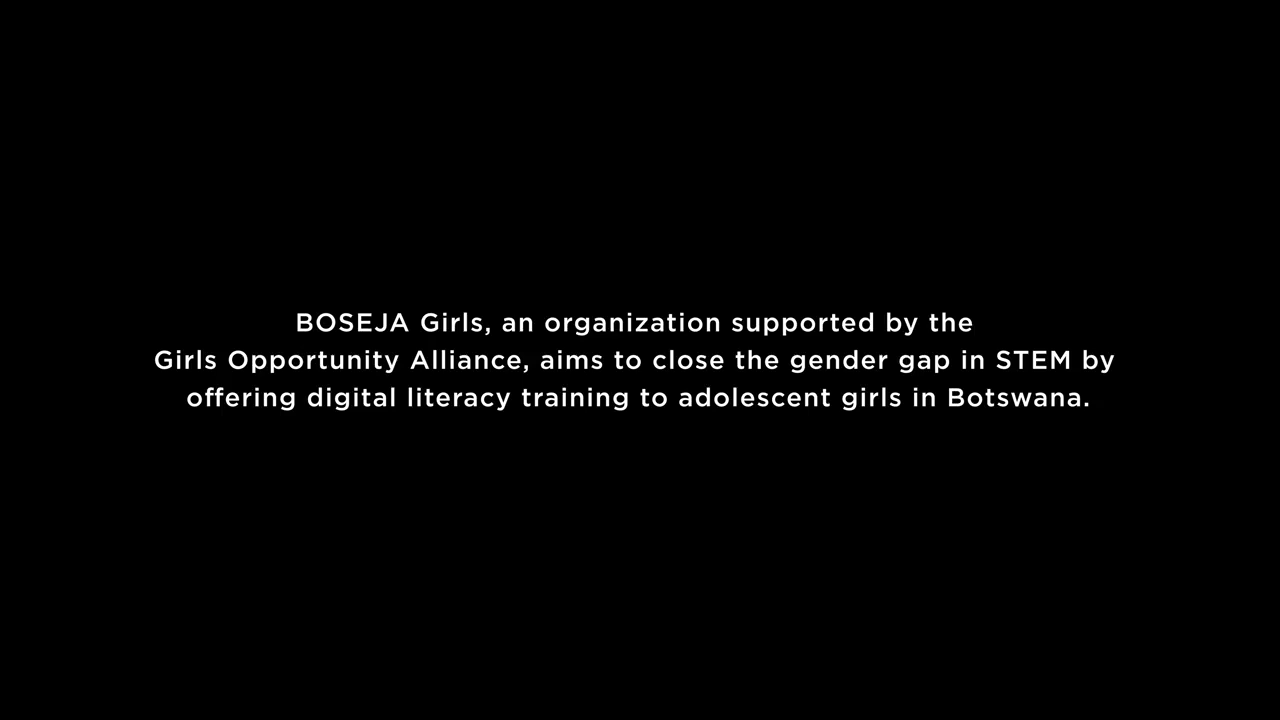 BOSEJA Girls, an organization supported by the
Girls Opportunity Alliance, aims to close the gender gap in STEM by
offering digital literacy training to adolescent girls in Botswana.